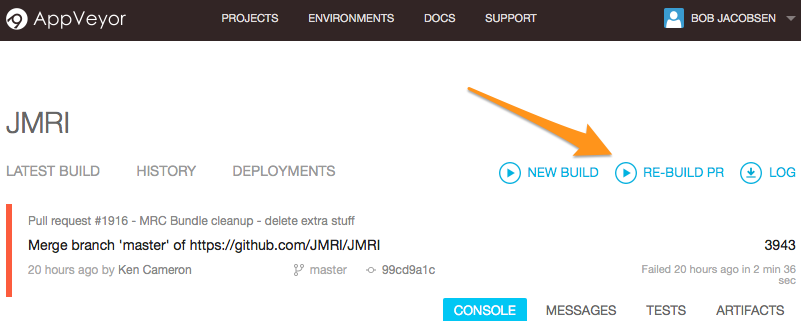 AppVeyor PROJECTS ENVIRONMENTS DOCS SUPPORT BOB JACOBSEN
JMRI
LATEST BUILD HISTORY DEPLOYMENTS NEW BUILD RE-BUILD PR LOG
Pull request #1916 - MRC Bundle cleanup - delete extra stuff
Merge branch 'master' of https://github.com/JMRI/JMRI 3943
20 hours ago by Ken Cameron master 99cd9a1c Failed 20 hours ago in 2 min 36
sec
CONSOLE MESSAGES TESTS ARTIFACTS